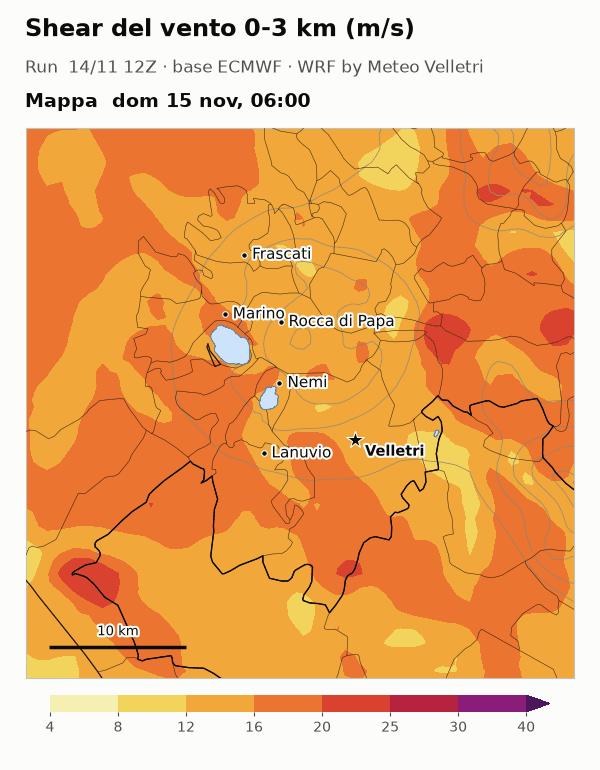 Shear del vento 0-3 km (m/s)
Run  14/11 12Z · base ECMWF · WRF by Meteo Velletri
Mappa  dom 15 nov, 06:00
Frascati
Marino
Rocca di Papa
Nemi
Velletri
Lanuvio
10 km
4 8 12 16 20 25 30 40